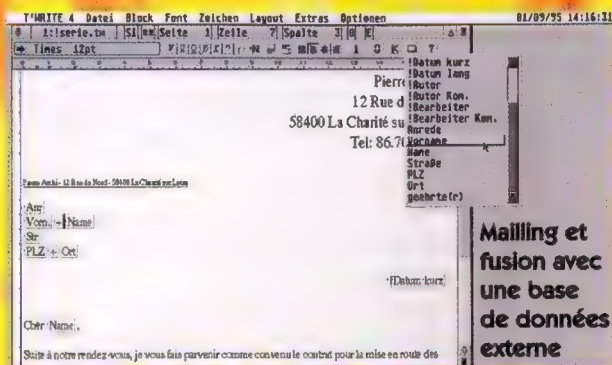 T'WRITE 4 Datei Block Font Zeichen Layout Extras Optionen 01/09/95 14:16:31
Seite 1 Zeile 7 Spalte 3
Times 12pt
Pierre
12 Rue d
58400 La Charité su
Tel: 86.70
!Datum kurz
!Datum lang
!Autor
!Autor Kom.
!Bearbeiter
!Bearbeiter Kom.
Anrede
Vorname
Name
Straße
PLZ
Ort
geehrte(r)
Anr
Vorn. Name
Str
PLZ Ort
!Datum kurz
Cher Name,
Suite à notre rendez-vous, je vous fais parvenir comme convenu le contrat pour la mise en route des
Mailling et
fusion avec
une base
de données
externe